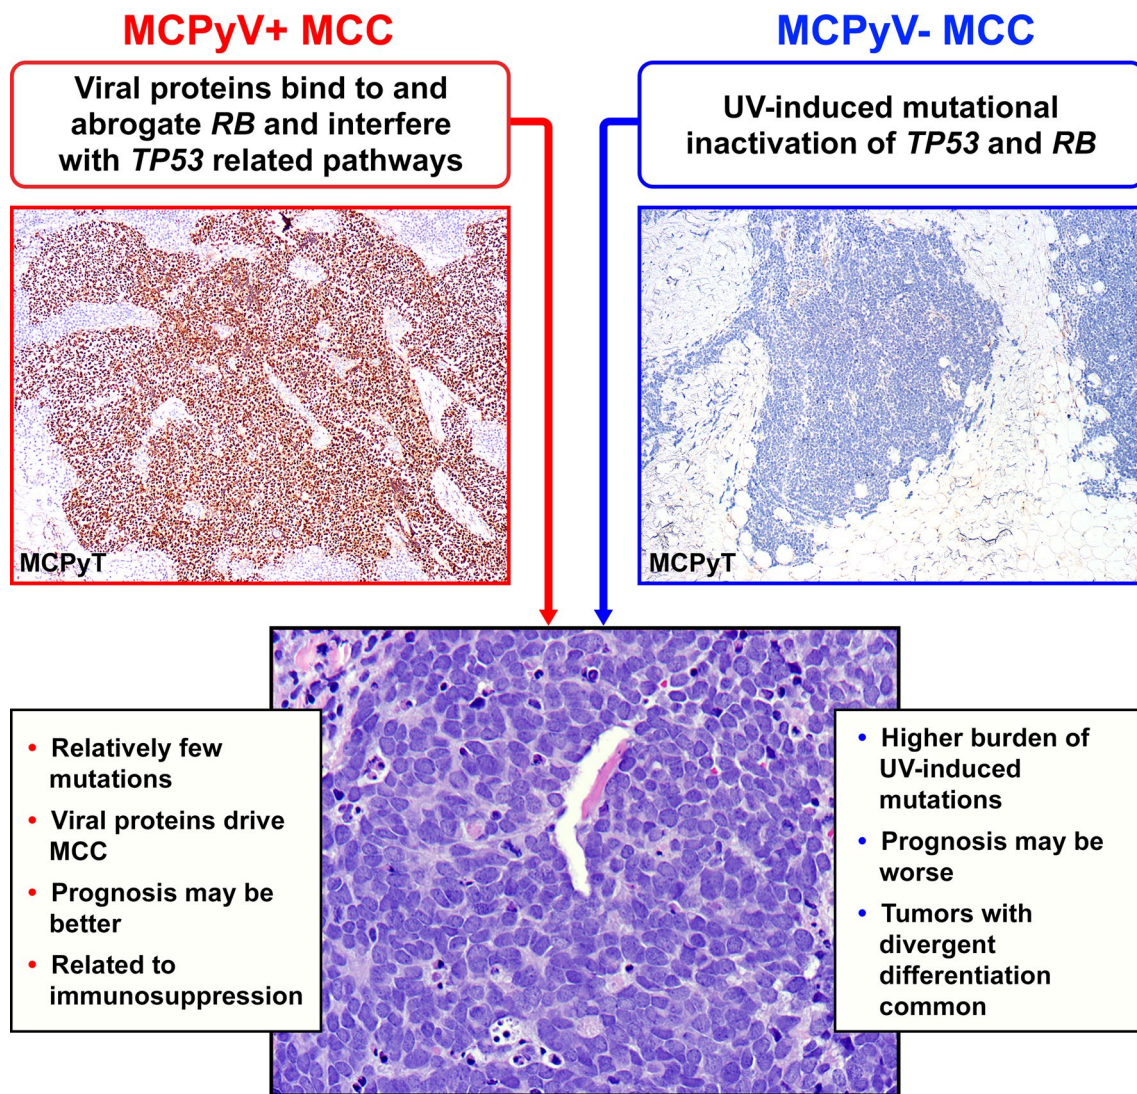 MCPyV+ MCC
Viral proteins bind to and
abrogate RB and interfere
with TP53 related pathways
MCPyT
MCPyV- MCC
UV-induced mutational
inactivation of TP53 and RB
MCPyT
• Relatively few
mutations
• Viral proteins drive
MCC
• Prognosis may be
better
• Related to
immunosuppression
• Higher burden of
UV-induced
mutations
• Prognosis may be
worse
• Tumors with
divergent
differentiation
common